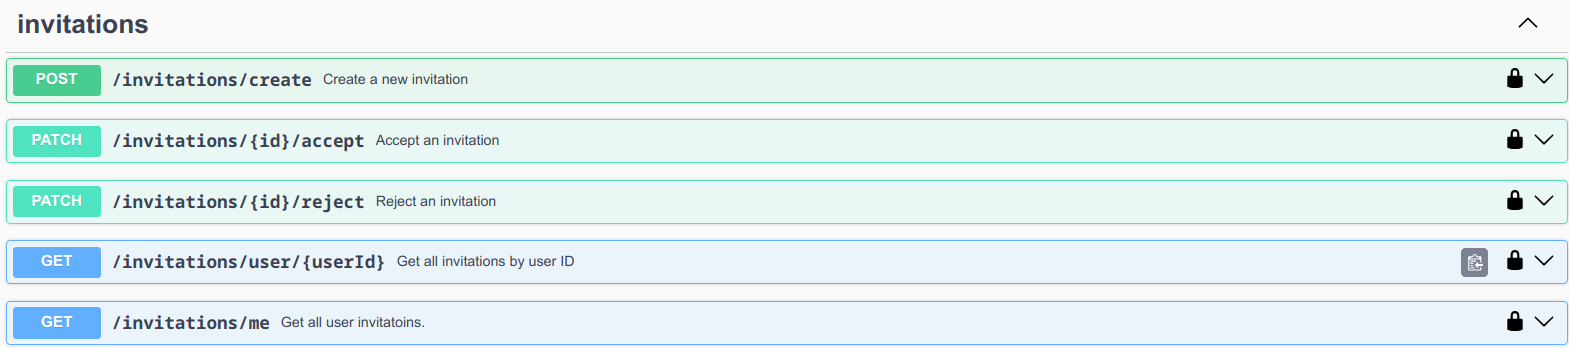 invitations
POST /invitations/create Create a new invitation
PATCH /invitations/{id}/accept Accept an invitation
PATCH /invitations/{id}/reject Reject an invitation
GET /invitations/user/{userId} Get all invitations by user ID
GET /invitations/me Get all user invitatoins.